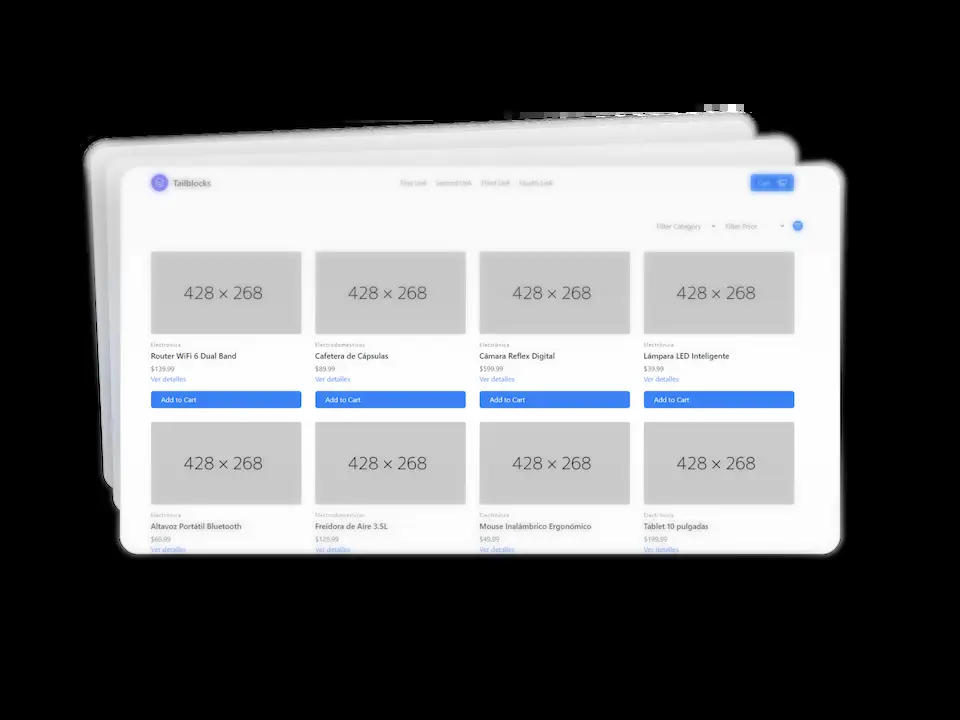 Tailblocks First Link Second Link Third Link Fourth Link Cart
Filter Category Filter Price
428 × 268 428 × 268 428 × 268 428 × 268
Electrónica Electrodomésticos Electrónica Electrónica
Router WiFi 6 Dual Band Cafetera de Cápsulas Cámara Reflex Digital Lámpara LED Inteligente
$139.99 $89.99 $599.99 $39.99
Ver detalles Ver detalles Ver detalles Ver detalles
Add to Cart Add to Cart Add to Cart Add to Cart
428 × 268 428 × 268 428 × 268 428 × 268
Electrónica Electrodomésticos Electrónica Electrónica
Altavoz Portátil Bluetooth Freidora de Aire 3.5L Mouse Inalámbrico Ergonómico Tablet 10 pulgadas
$69.99 $129.99 $49.99 $199.99
Ver detalles Ver detalles Ver detalles Ver detalles